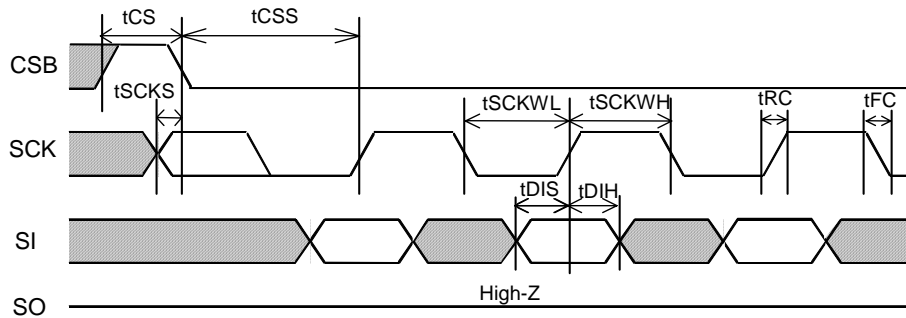 tCS tCSS
CSB
tSCKS tSCKWL tSCKWH tRC tFC
SCK
tDIS tDIH
SI
High-Z
SO